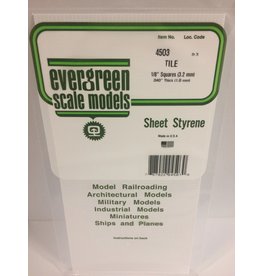 Item No. Loc. Code
4503
TILE
1/8" Squares (3.2 mm)
.040" Thick (1.0 mm)
evergreen
scale models
Sheet Styrene
Made in U.S.A.
Model Railroading
Architectural Models
Military Models
Industrial Models
Miniatures
Ships and Planes
Instructions on back